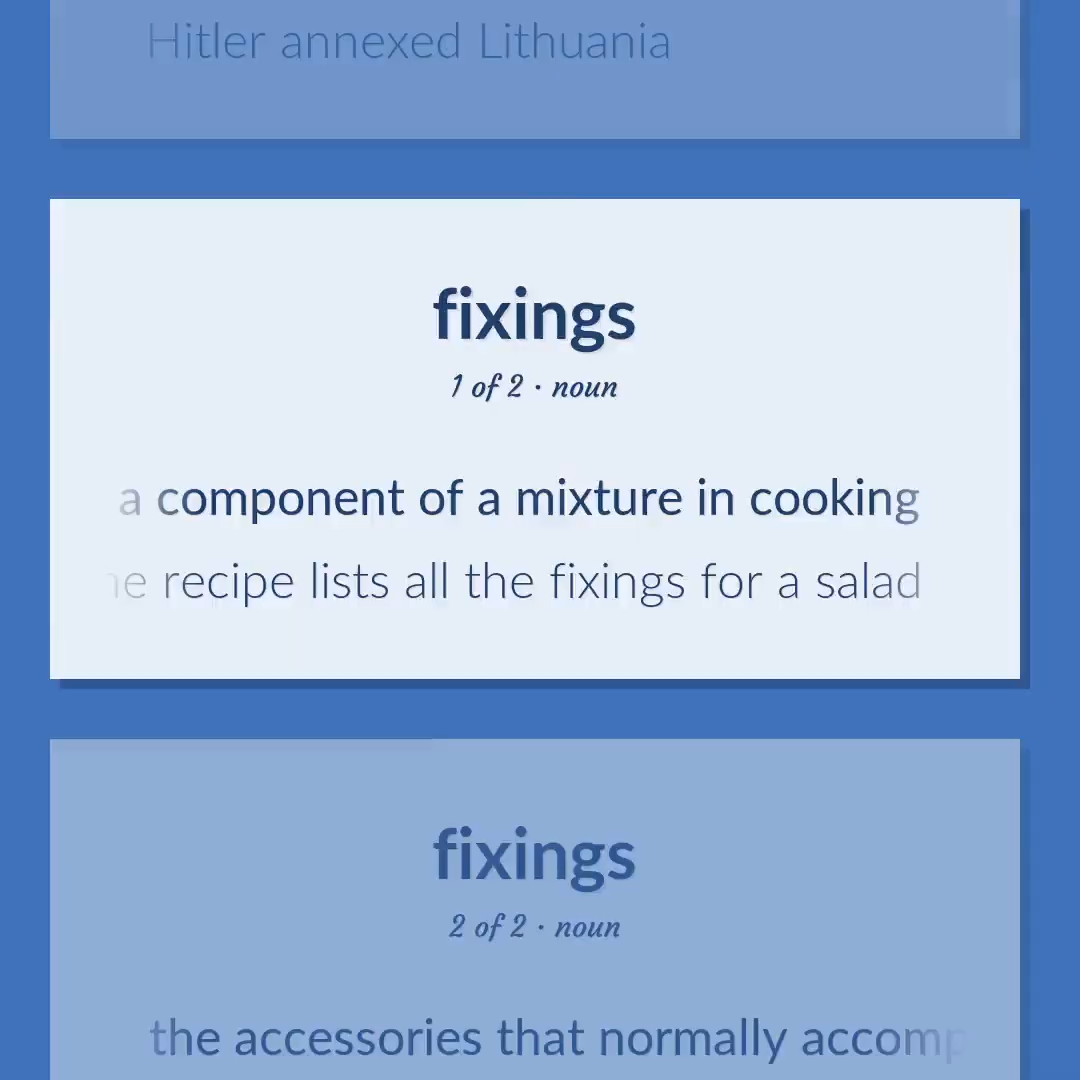 Hitler annexed Lithuania
fixings
1 of 2 · noun
a component of a mixture in cooking
recipe lists all the fixings for a salad
fixings
2 of 2 · noun
the accessories that normally